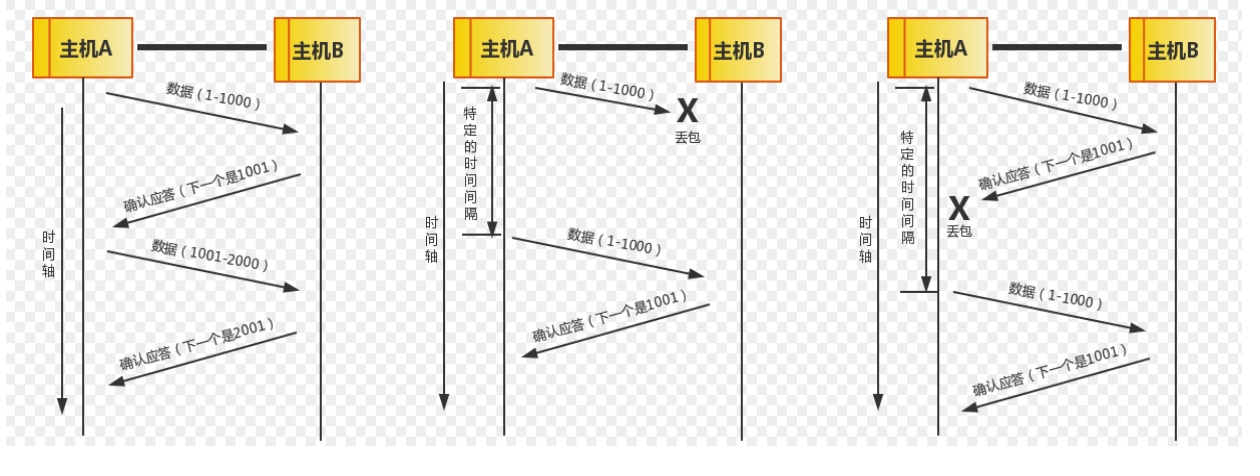 主机A
主机B
数据（1-1000）
确认应答（下一个是1001）
数据（1001-2000）
确认应答（下一个是2001）
时间轴
主机A
主机B
数据（1-1000）
X
丢包
特定的时间间隔
数据（1-1000）
确认应答（下一个是1001）
时间轴
主机A
主机B
数据（1-1000）
确认应答（下一个是1001）
X
丢包
特定的时间间隔
数据（1-1000）
确认应答（下一个是1001）
时间轴